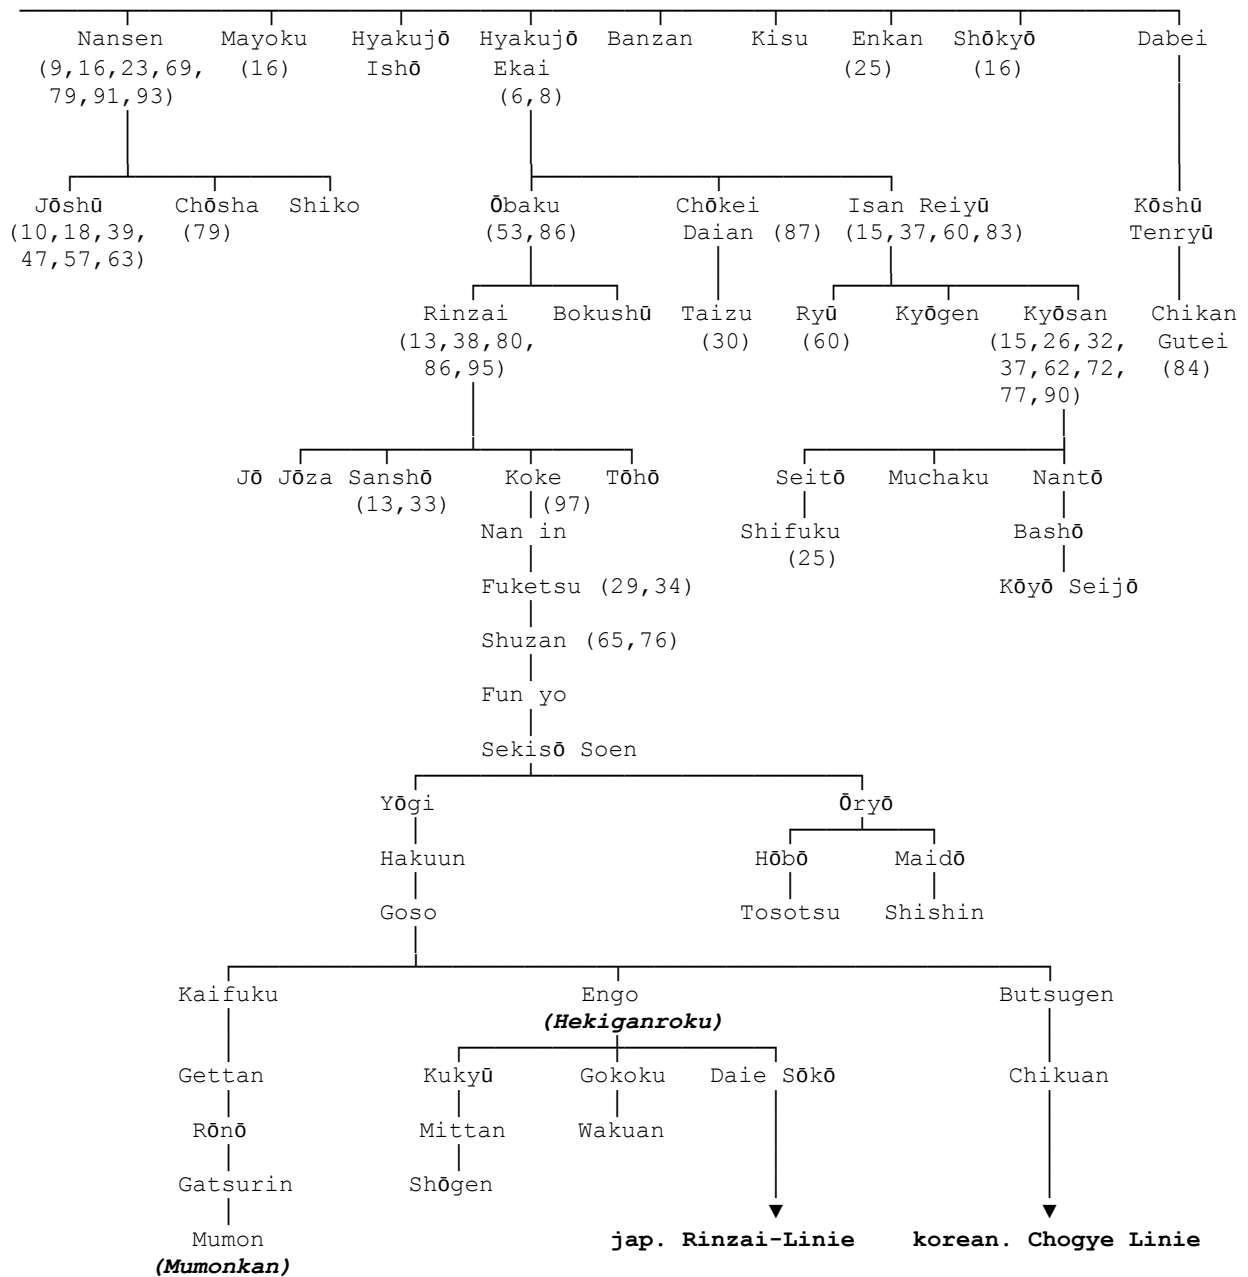 Nansen Mayoku Hyakujō Hyakujō Banzan Kisu Enkan Shōkyō Dabei
(9,16,23,69, (16) Ishō Ekai (25) (16)
79,91,93) (6,8)
Jōshū Chōsha Shiko Ōbaku Chōkei Isan Reiyū Kōshū
(10,18,39, (79) (53,86) Daian (87) (15,37,60,83) Tenryū
47,57,63)
Rinzai Bokushū Taizu Ryū Kyōgen Kyōsan Chikan
(13,38,80, (30) (60) (15,26,32, Gutei
86,95) 37,62,72, (84)
77,90)
Jō Jōza Sanshō Koke Tōhō Seitō Muchaku Nantō
(13,33) (97)
Nan in Shifuku Bashō
(25)
Fuketsu (29,34) Kōyō Seijō
Shuzan (65,76)
Fun yo
Sekisō Soen
Yōgi Ōryō
Hakuun Hōbō Maidō
Goso Tosotsu Shishin
Kaifuku Engo Butsugen
(Hekiganroku)
Gettan Kukyū Gokoku Daie Sōkō Chikuan
Rōnō Mittan Wakuan
Gatsurin Shōgen
Mumon jap. Rinzai-Linie korean. Chogye Linie
(Mumonkan)